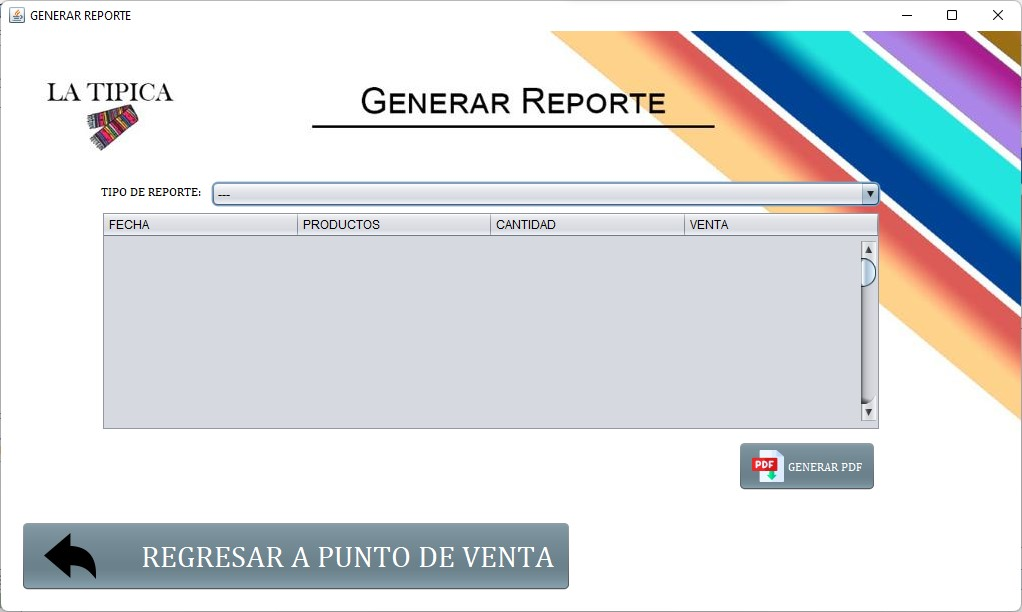 GENERAR REPORTE
LA TIPICA
GENERAR REPORTE
TIPO DE REPORTE: ---
FECHA PRODUCTOS CANTIDAD VENTA
PDF GENERAR PDF
REGRESAR A PUNTO DE VENTA